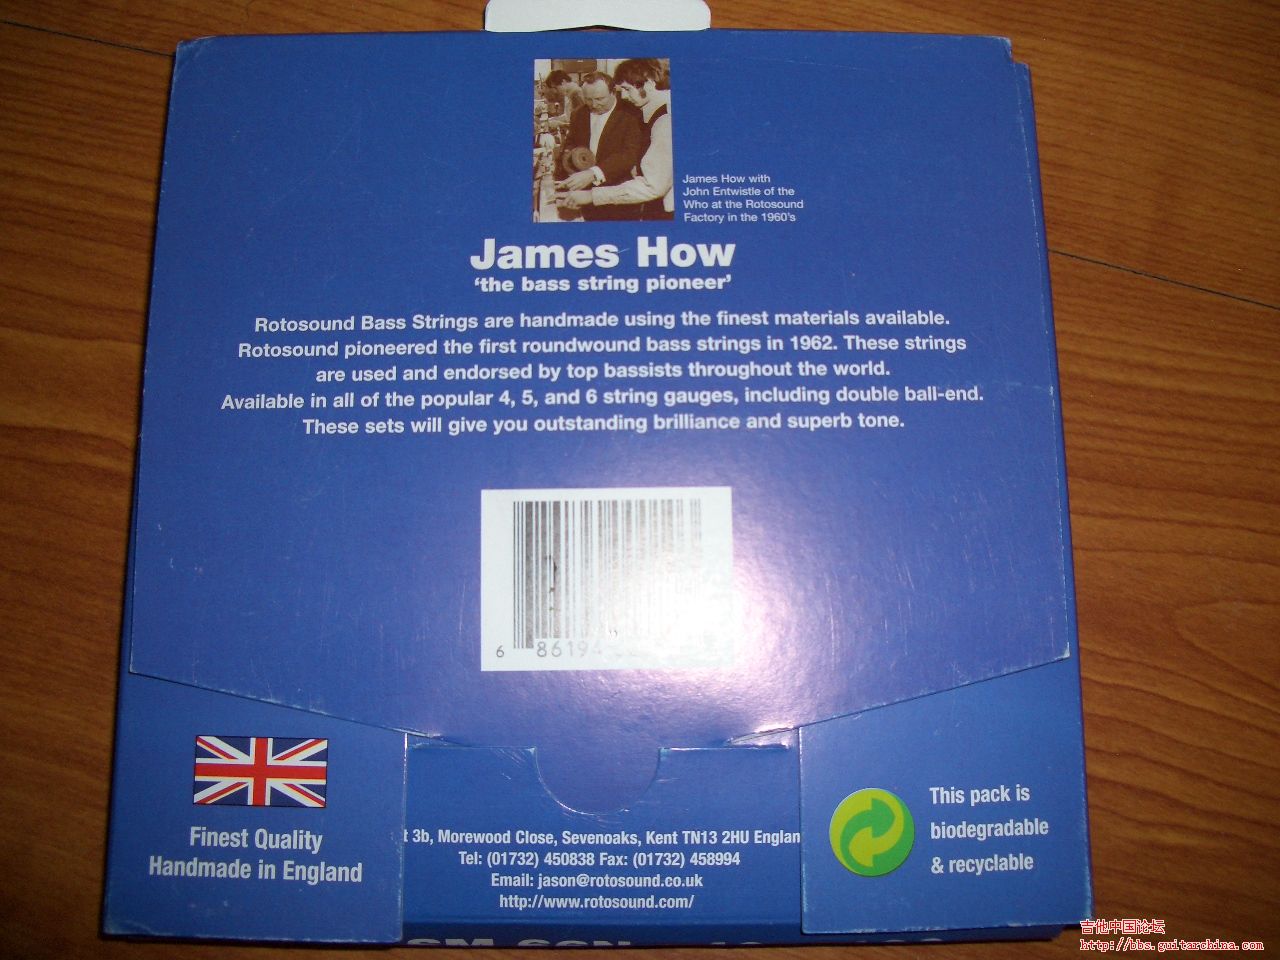 James How with
John Entwistle of the
Who at the Rotosound
Factory in the 1960's
James How
‘the bass string pioneer’
Rotosound Bass Strings are handmade using the finest materials available.
Rotosound pioneered the first roundwound bass strings in 1962. These strings
are used and endorsed by top bassists throughout the world.
Available in all of the popular 4, 5, and 6 string gauges, including double ball-end.
These sets will give you outstanding brilliance and superb tone.
6 86194
Finest Quality
Handmade in England
t 3b, Morewood Close, Sevenoaks, Kent TN13 2HU Englan
Tel: (01732) 450838 Fax: (01732) 458994
Email: jason@rotosound.co.uk
http://www.rotosound.com/
This pack is
biodegradable
& recyclable
吉他中国论坛
http://bbs.guitarchina.com